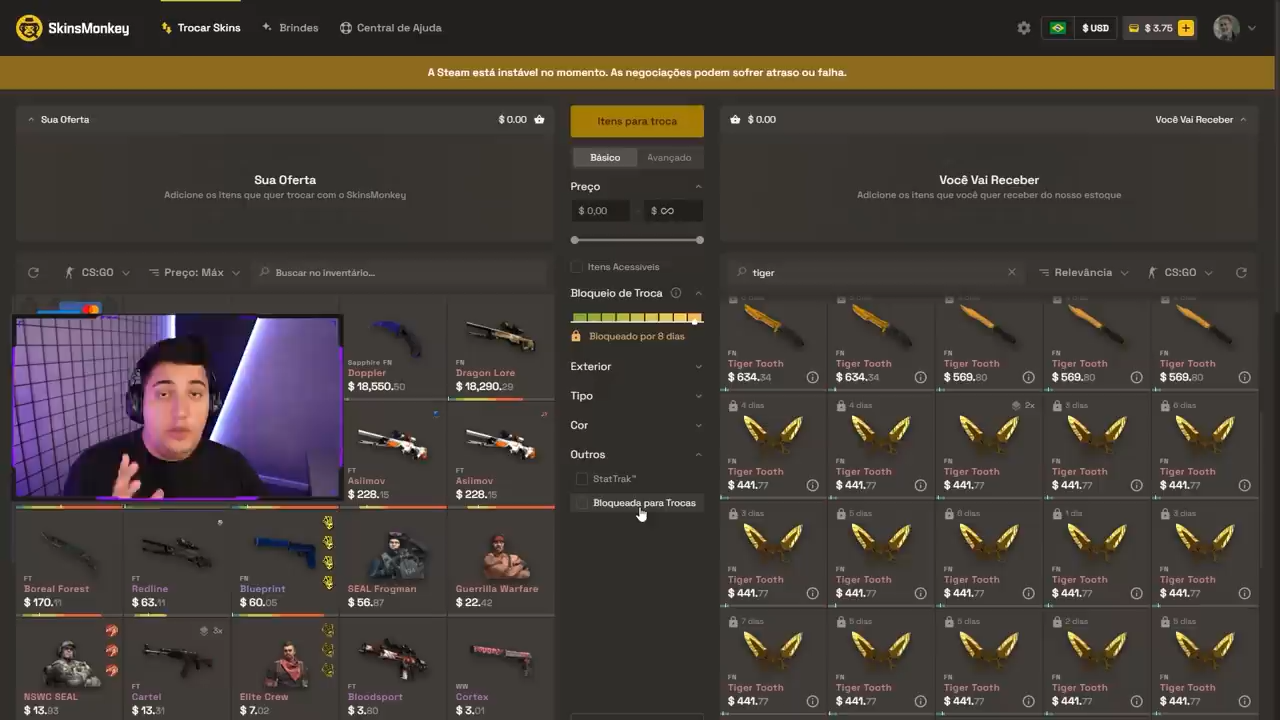 SkinsMonkey
Trocar Skins
Brindes
Central de Ajuda
$ USD
$ 3.75
A Steam está instável no momento. As negociações podem sofrer atraso ou falha.
Sua Oferta
$ 0.00
Sua Oferta
Adicione os itens que quer trocar com o SkinsMonkey
Itens para troca
Básico
Avançado
Preço
$ 0,00
$ ∞
Itens Acessíveis
Bloqueio de Troca
Bloqueado por 8 dias
Exterior
Tipo
Cor
Outros
StatTrak™
Bloqueada para Trocas
$ 0.00
Você Vai Receber
Você Vai Receber
Adicione os itens que você quer receber do nosso estoque
CS:GO
Preço: Máx
Buscar no inventário...
Sapphire FN
Doppler
$ 18,550.50
FN
Dragon Lore
$ 18,290.29
FT
Asiimov
$ 228.15
FT
Asiimov
$ 228.15
FT
Boreal Forest
$ 170.11
FT
Redline
$ 63.11
FN
Blueprint
$ 60.05
SEAL Frogman
$ 56.87
Guerrilla Warfare
$ 22.42
NSWC SEAL
$ 13.93
3x
FT
Cartel
$ 13.31
Elite Crew
$ 7.02
FT
Bloodsport
$ 3.80
WW
Cortex
$ 3.01
tiger
Relevância
CS:GO
FN
Tiger Tooth
$ 634.34
FN
Tiger Tooth
$ 634.34
FN
Tiger Tooth
$ 569.80
FN
Tiger Tooth
$ 569.80
FN
Tiger Tooth
$ 569.80
4 dias
FN
Tiger Tooth
$ 441.77
4 dias
FN
Tiger Tooth
$ 441.77
2x
FN
Tiger Tooth
$ 441.77
3 dias
FN
Tiger Tooth
$ 441.77
6 dias
FN
Tiger Tooth
$ 441.77
3 dias
FN
Tiger Tooth
$ 441.77
5 dias
FN
Tiger Tooth
$ 441.77
6 dias
FN
Tiger Tooth
$ 441.77
1 dia
FN
Tiger Tooth
$ 441.77
3 dias
FN
Tiger Tooth
$ 441.77
7 dias
FN
Tiger Tooth
$ 441.77
5 dias
FN
Tiger Tooth
$ 441.77
6 dias
FN
Tiger Tooth
$ 441.77
2 dias
FN
Tiger Tooth
$ 441.77
5 dias
FN
Tiger Tooth
$ 441.77